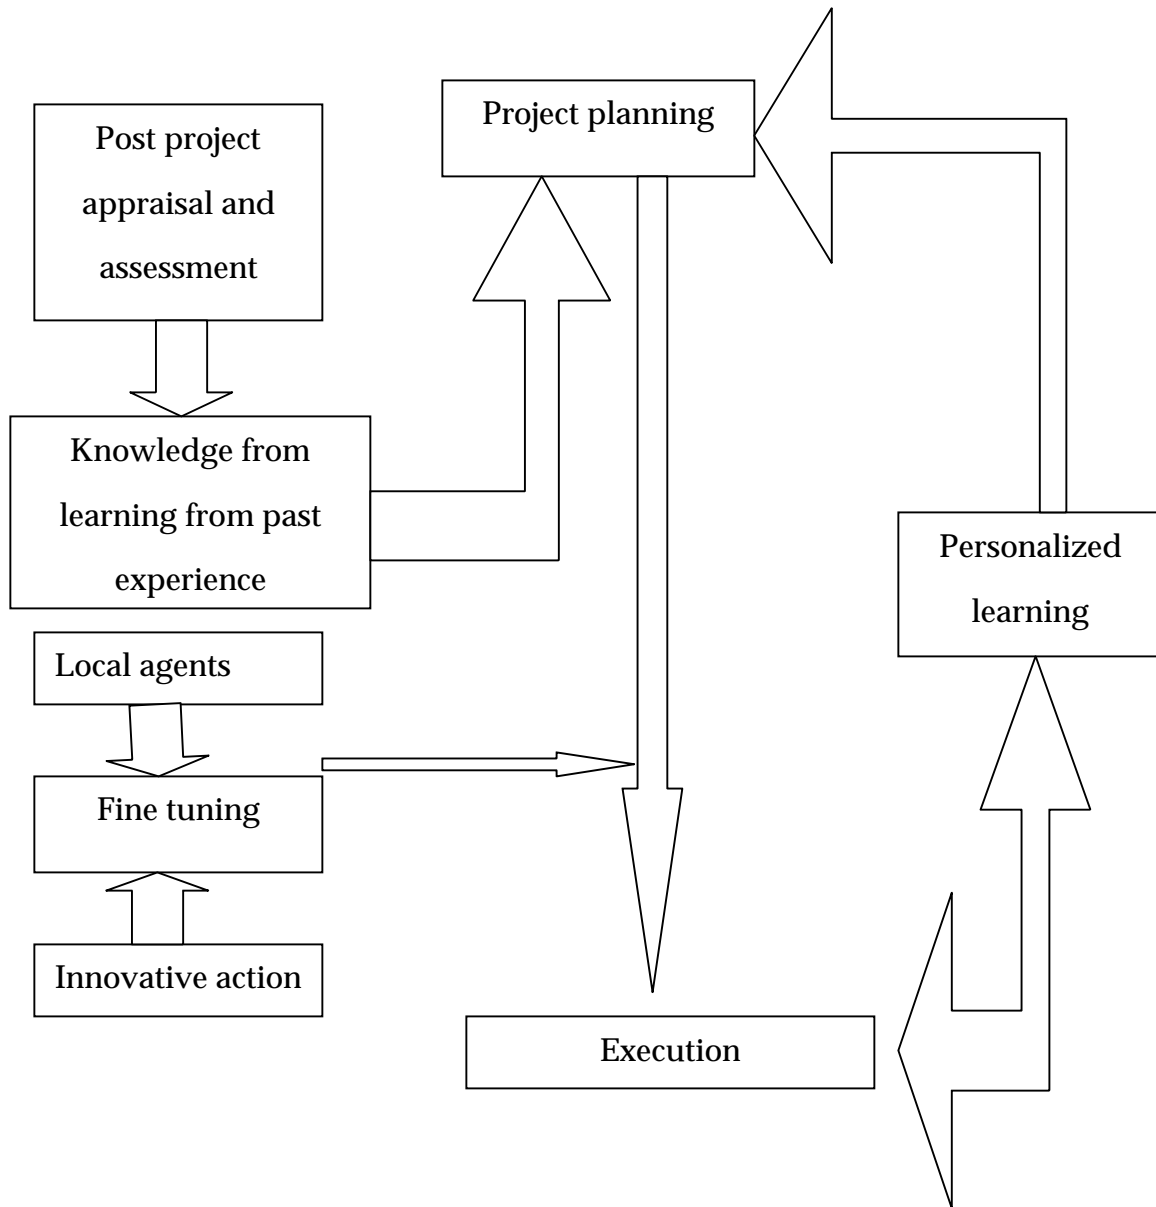 Project planning
Post project
appraisal and
assessment
Knowledge from
learning from past
experience
Personalized
learning
Local agents
Fine tuning
Innovative action
Execution